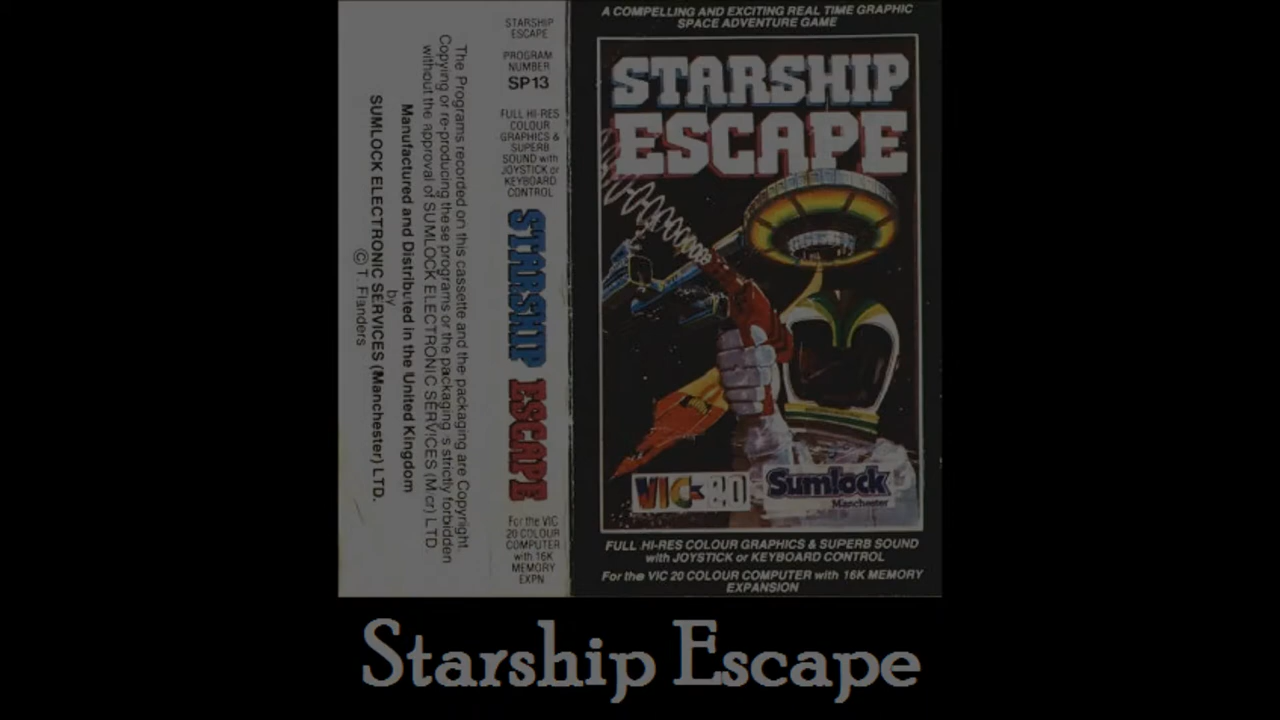 The Programs recorded on this cassette and the packaging are Copyright.
Copying or re-producing these programs or the packaging is strictly forbidden
without the approval of SUMLOCK ELECTRONIC SERVICES (Mcr) LTD
Manufactured and Distributed in the United Kingdom
by
SUMLOCK ELECTRONIC SERVICES (Manchester) LTD.
© T. Flanders
STARSHIP
ESCAPE
PROGRAM
NUMBER
SP13
FULL HI-RES
COLOUR
GRAPHICS &
SUPERB
SOUND with
JOYSTICK or
KEYBOARD
CONTROL
STARSHIP ESCAPE
For the VIC
20 COLOUR
COMPUTER
with 16K
MEMORY
EXPN
A COMPELLING AND EXCITING REAL TIME GRAPHIC
SPACE ADVENTURE GAME
STARSHIP
ESCAPE
VIC-20
Sumlock
Manchester
FULL HI-RES COLOUR GRAPHICS & SUPERB SOUND
with JOYSTICK or KEYBOARD CONTROL
For the VIC 20 COLOUR COMPUTER with 16K MEMORY
EXPANSION
Starship Escape